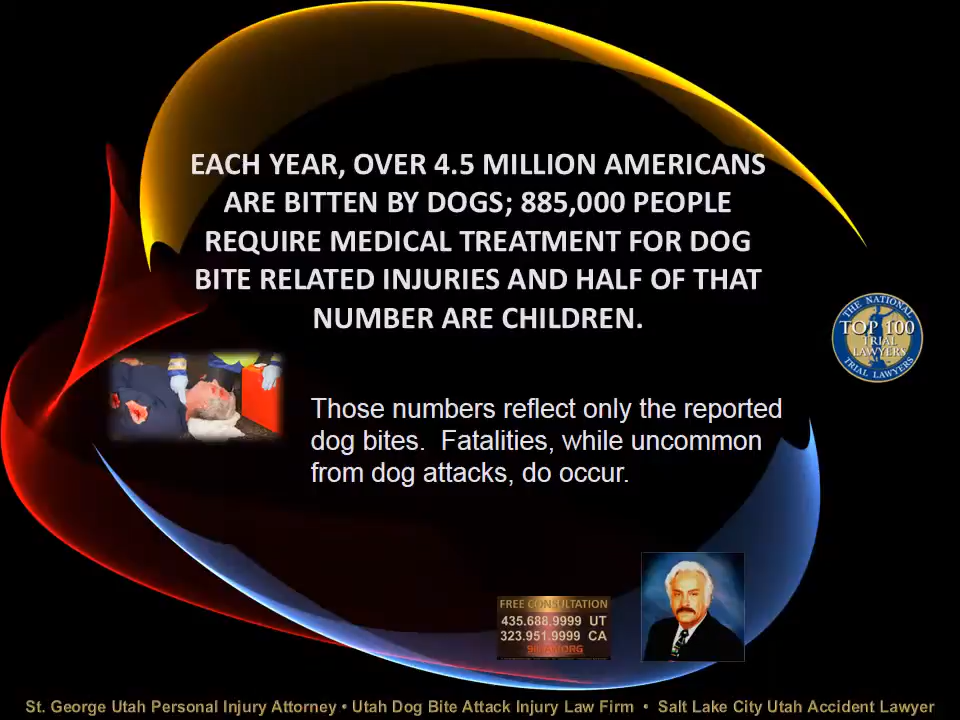 EACH YEAR, OVER 4.5 MILLION AMERICANS
ARE BITTEN BY DOGS; 885,000 PEOPLE
REQUIRE MEDICAL TREATMENT FOR DOG
BITE RELATED INJURIES AND HALF OF THAT
NUMBER ARE CHILDREN.
THE NATIONAL
TOP 100
TRIAL
LAWYERS
TRIAL LAWYERS
Those numbers reflect only the reported
dog bites. Fatalities, while uncommon
from dog attacks, do occur.
FREE CONSULTATION
435.688.9999 UT
323.951.9999 CA
St. George Utah Personal Injury Attorney • Utah Dog Bite Attack Injury Law Firm • Salt Lake City Utah Accident Lawyer